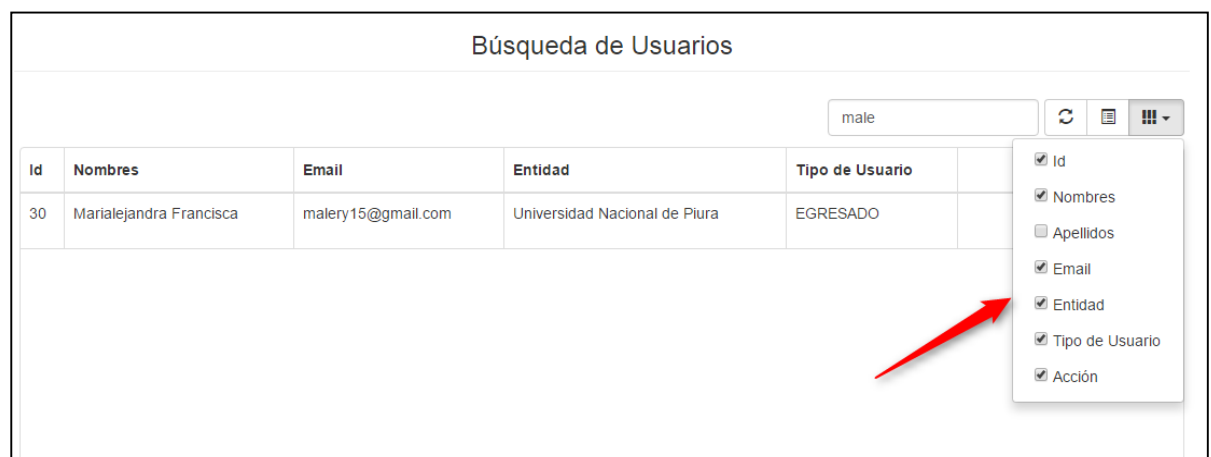 Búsqueda de Usuarios
male
Id Nombres Email Entidad Tipo de Usuario
30 Marialejandra Francisca malery15@gmail.com Universidad Nacional de Piura EGRESADO
Id
Nombres
Apellidos
Email
Entidad
Tipo de Usuario
Acción